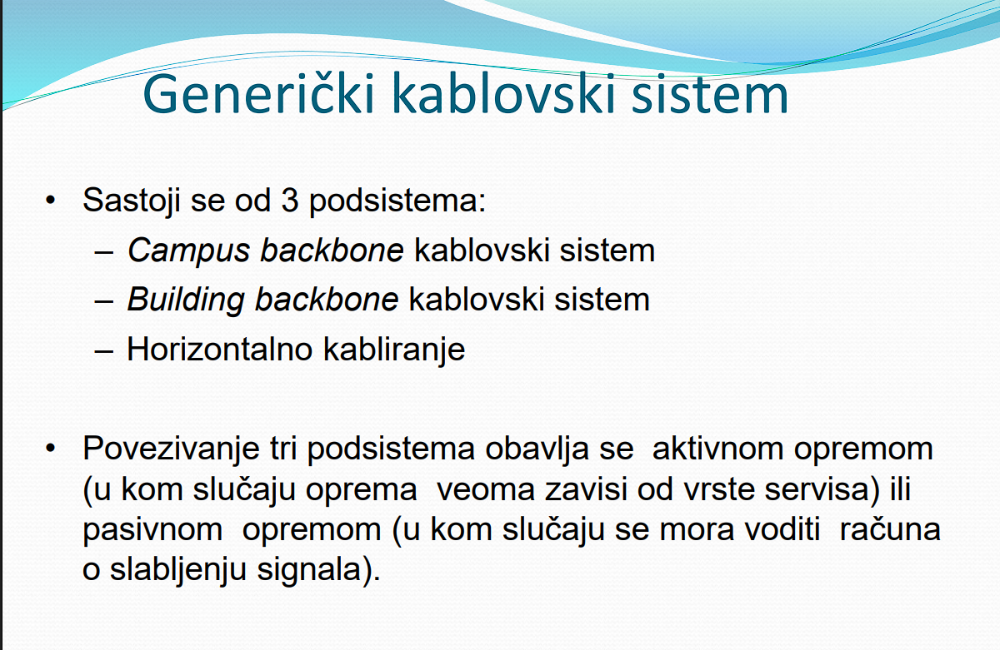 Generički kablovski sistem
• Sastoji se od 3 podsistema:
– Campus backbone kablovski sistem
– Building backbone kablovski sistem
– Horizontalno kabliranje
• Povezivanje tri podsistema obavlja se aktivnom opremom
(u kom slučaju oprema veoma zavisi od vrste servisa) ili
pasivnom opremom (u kom slučaju se mora voditi računa
o slabljenju signala).